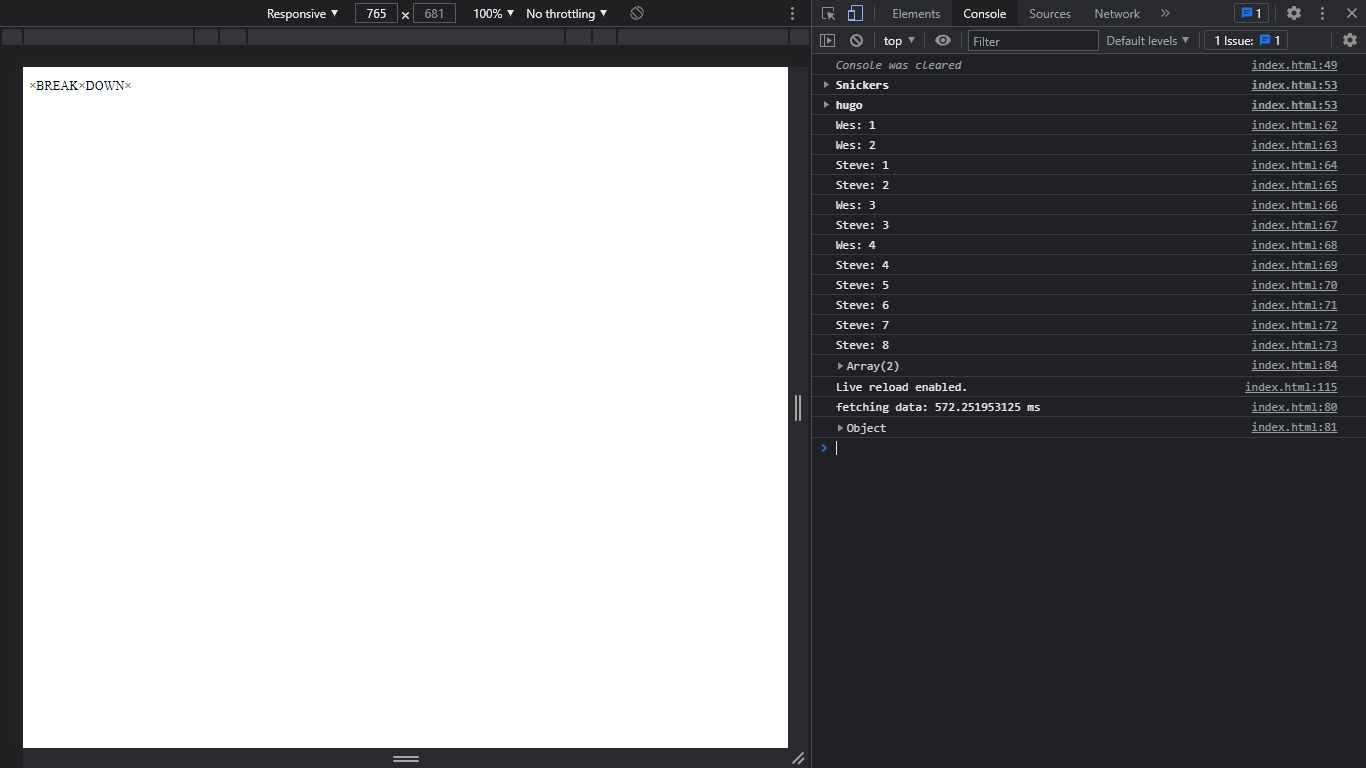 Responsive ▼ 765 × 681 100% ▼ No throttling ▼
Elements Console Sources Network » 1
top ▼ Filter Default levels ▼ 1 Issue: 1
×BREAK×DOWN×
Console was cleared index.html:49
▶ Snickers index.html:53
▶ hugo index.html:53
Wes: 1 index.html:62
Wes: 2 index.html:63
Steve: 1 index.html:64
Steve: 2 index.html:65
Wes: 3 index.html:66
Steve: 3 index.html:67
Wes: 4 index.html:68
Steve: 4 index.html:69
Steve: 5 index.html:70
Steve: 6 index.html:71
Steve: 7 index.html:72
Steve: 8 index.html:73
▶ Array(2) index.html:84
Live reload enabled. index.html:115
fetching data: 572.251953125 ms index.html:80
▶ Object index.html:81
>